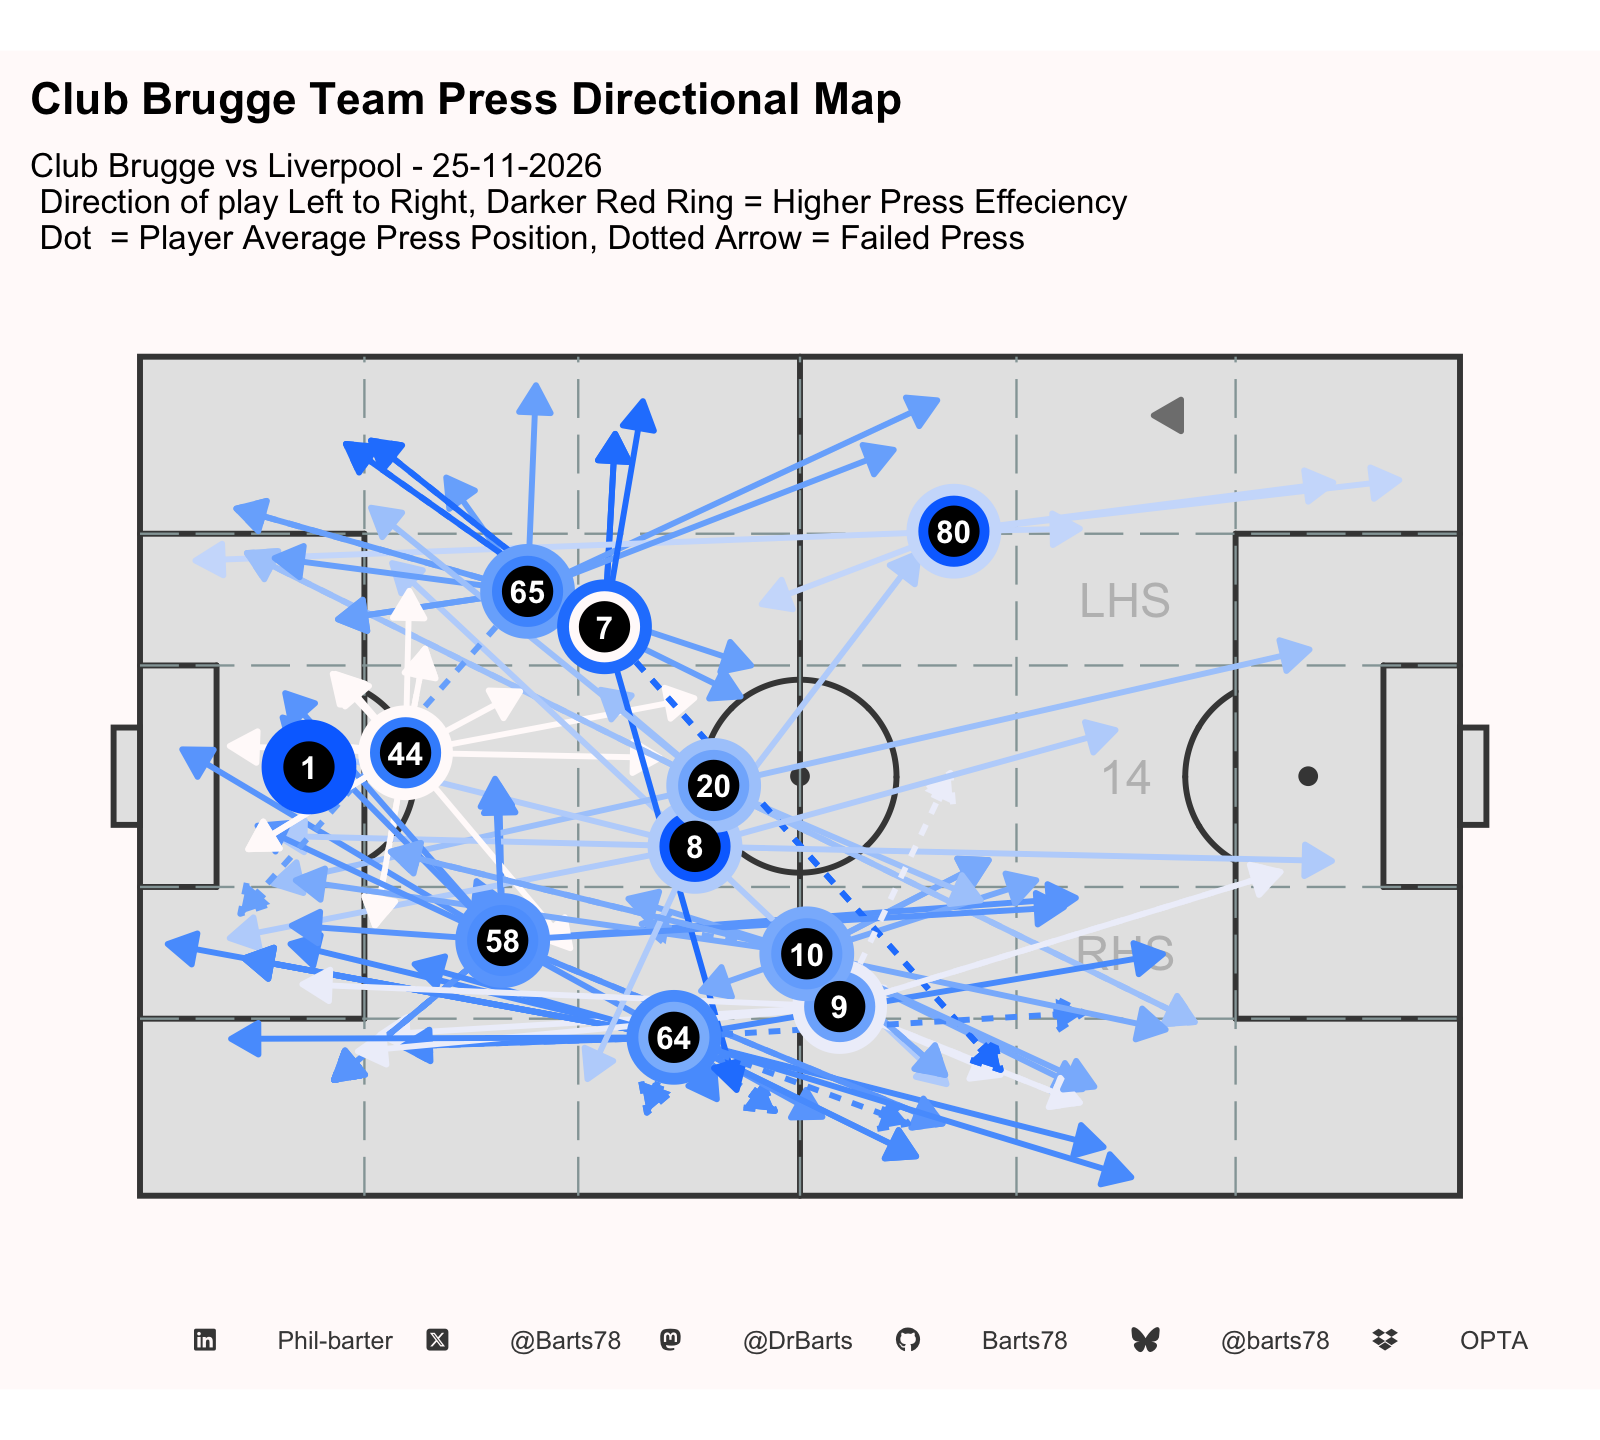 Club Brugge Team Press Directional Map
Club Brugge vs Liverpool - 25-11-2026
Direction of play Left to Right, Darker Red Ring = Higher Press Effeciency
Dot  = Player Average Press Position, Dotted Arrow = Failed Press
80
65
LHS
7
44
1
14
20
8
58
10
RHS
9
64
Phil-barter @Barts78 @DrBarts Barts78 @barts78 OPTA